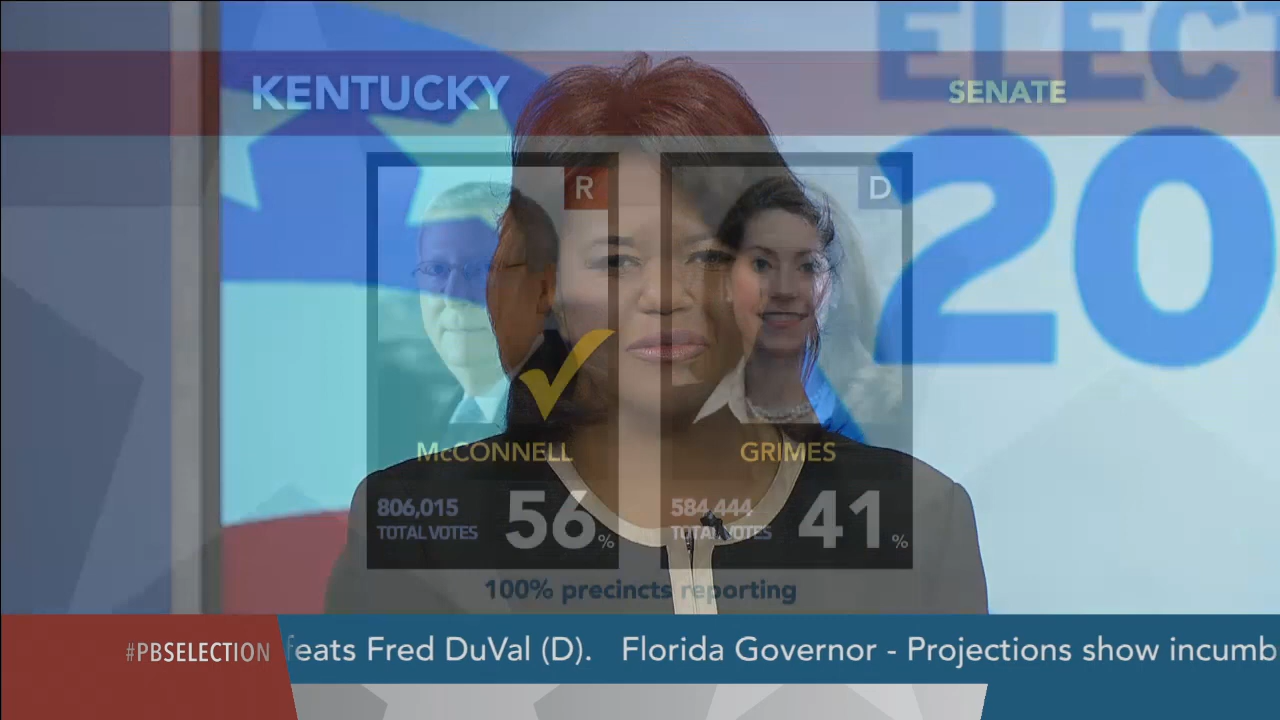 ELECT
KENTUCKY
SENATE
20
R
D
McCONNELL
GRIMES
806,015
TOTAL VOTES
56%
584,444
TOTAL VOTES
41%
100% precincts reporting
#PBSELECTION
feats Fred DuVal (D). Florida Governor - Projections show incumb